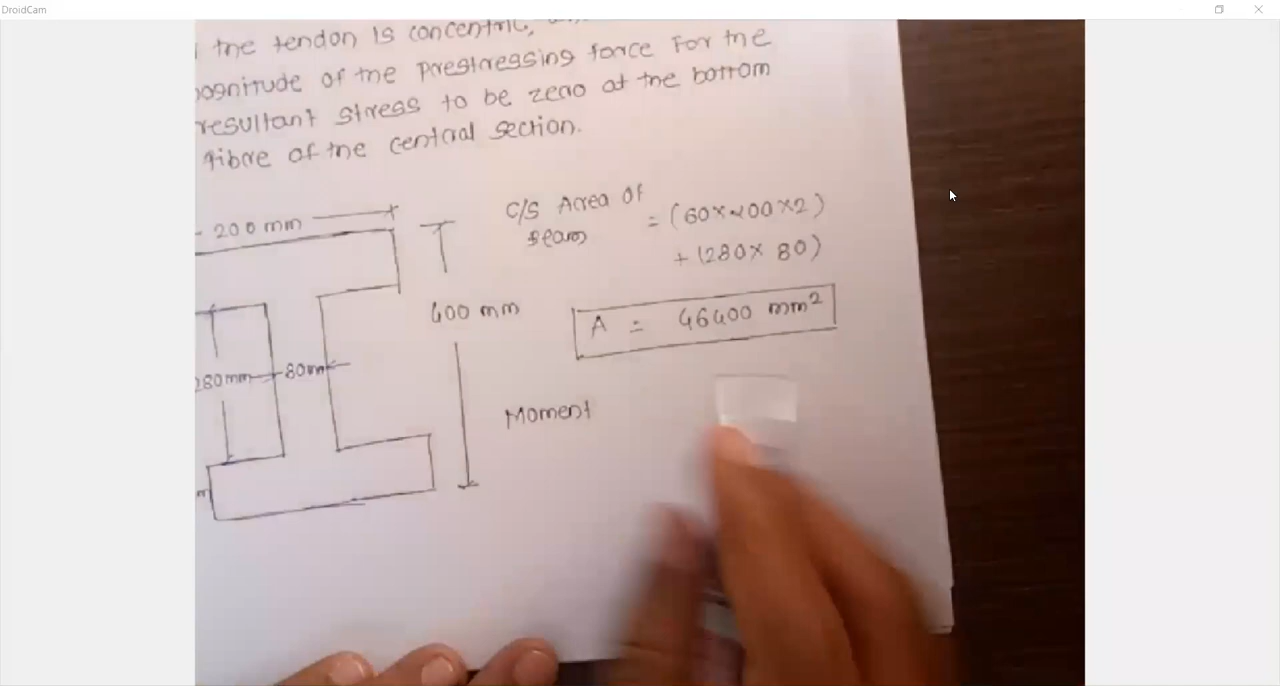 DroidCam
the tendon is concentric,
magnitude of the prestressing force for the
resultant stress to be zero at the bottom
fibre of the central section.
200 mm
C/S Area of
Beam
= (60×200×2)
+ (280× 80)
400 mm
A = 46400 mm²
280mm
80mm
Moment
m